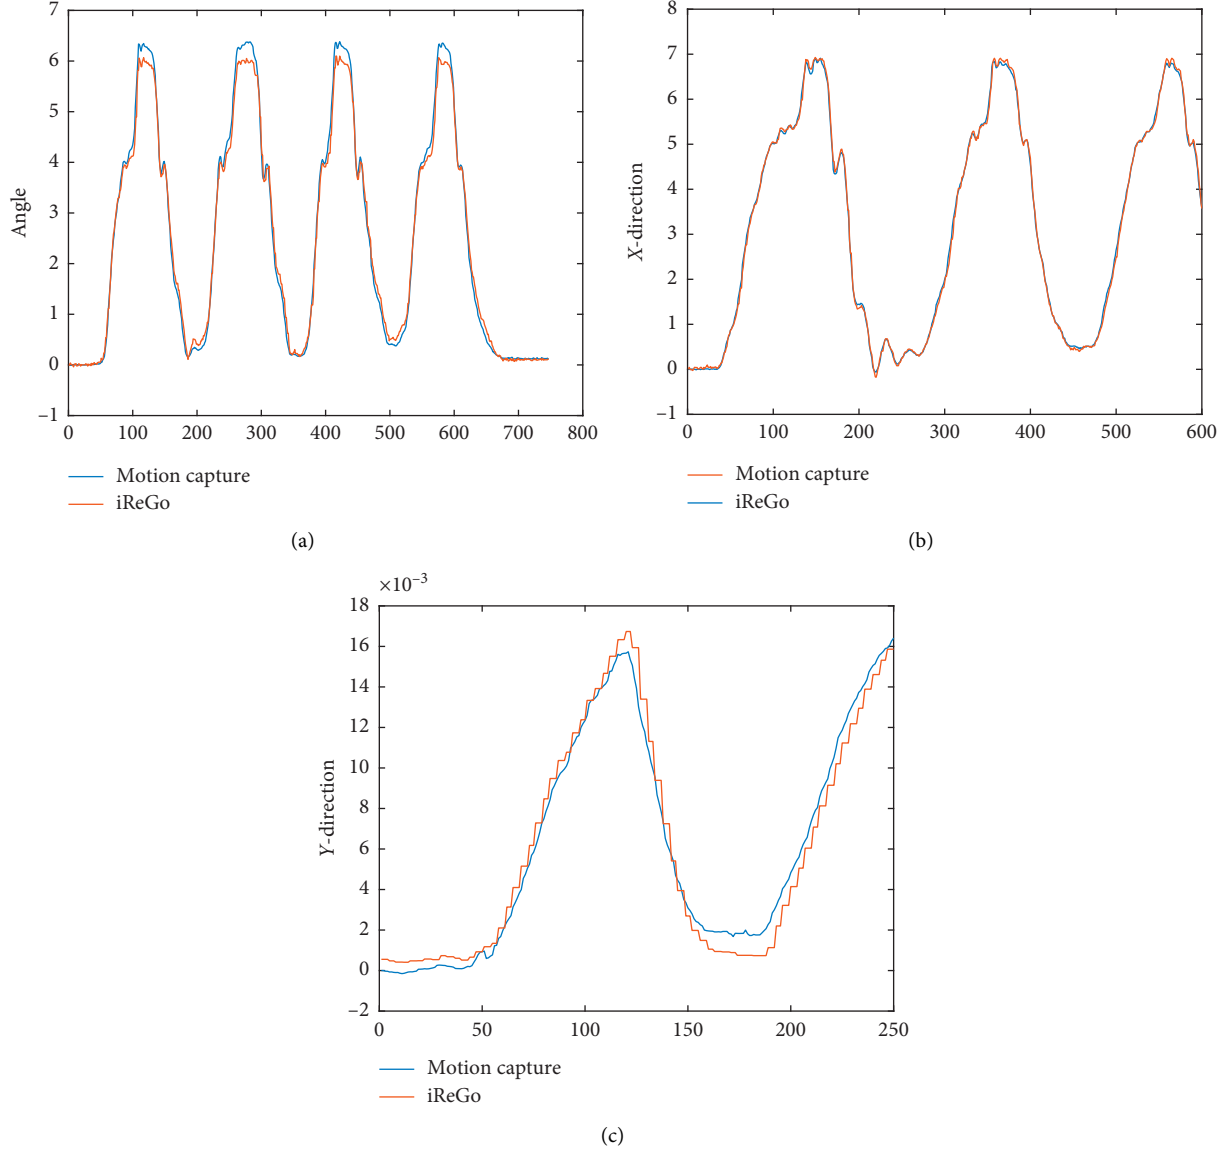 7
6
5
4
3
2
1
0
–1
Angle
0 100 200 300 400 500 600 700 800
Motion capture
iReGo
(a)
8
7
6
5
4
3
2
1
0
–1
X-direction
0 100 200 300 400 500 600
Motion capture
iReGo
(b)
×10⁻³
18
16
14
12
10
8
6
4
2
0
–2
Y-direction
0 50 100 150 200 250
Motion capture
iReGo
(c)